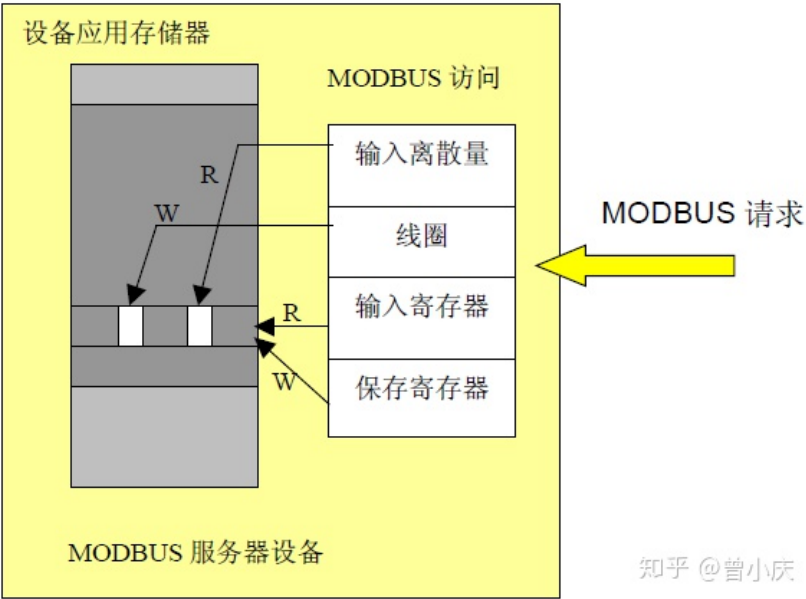 设备应用存储器
MODBUS 访问
输入离散量
R
W
线圈
MODBUS 请求
输入寄存器
R
保存寄存器
W
MODBUS 服务器设备
知乎 @曾小庆